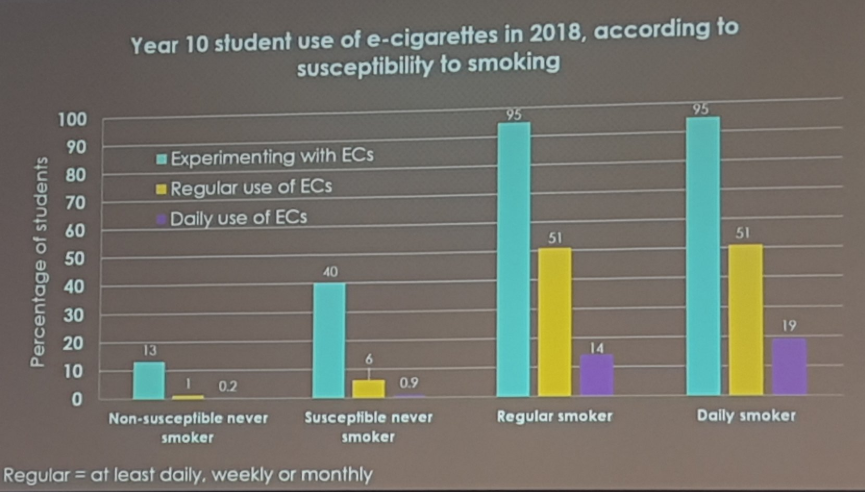 Year 10 student use of e-cigarettes in 2018, according to
susceptibility to smoking
Percentage of students
100
90
80
70
60
50
40
30
20
10
0
Experimenting with ECs
Regular use of ECs
Daily use of ECs
13
1
0.2
40
6
0.9
95
51
14
95
51
19
Non-susceptible never
smoker
Susceptible never
smoker
Regular smoker
Daily smoker
Regular = at least daily, weekly or monthly